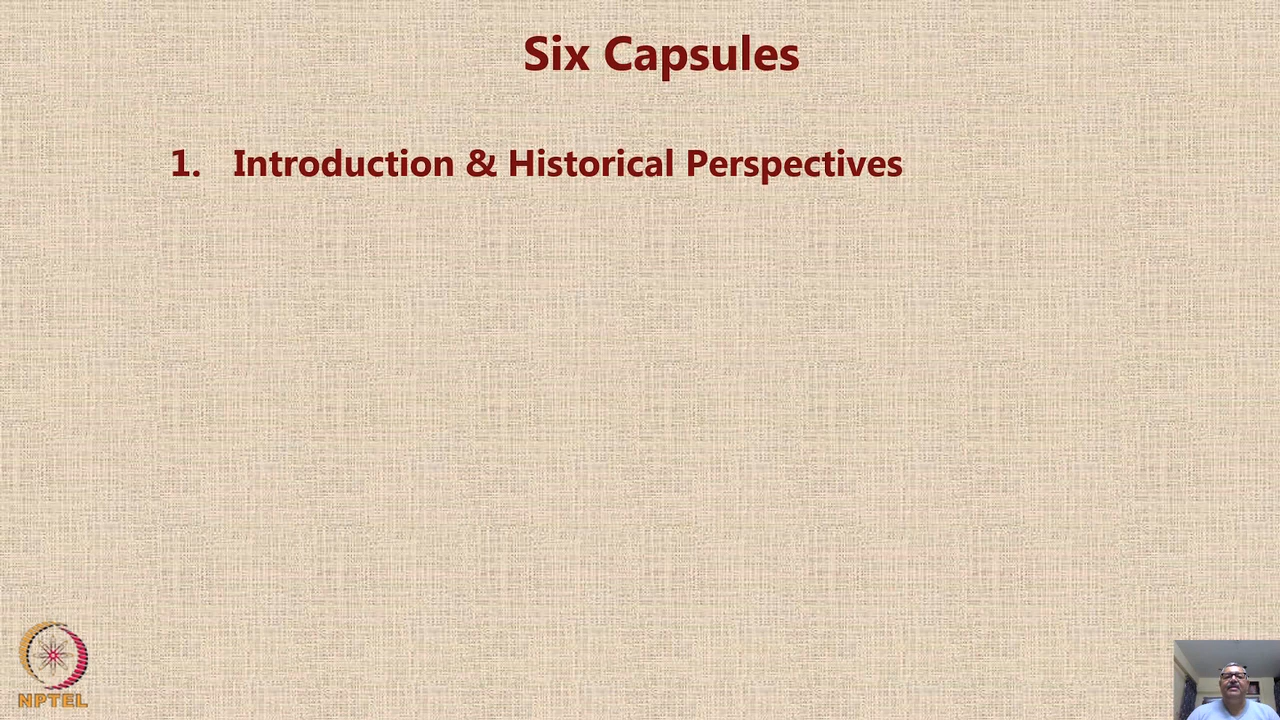 Six Capsules
1. Introduction & Historical Perspectives
NPTEL